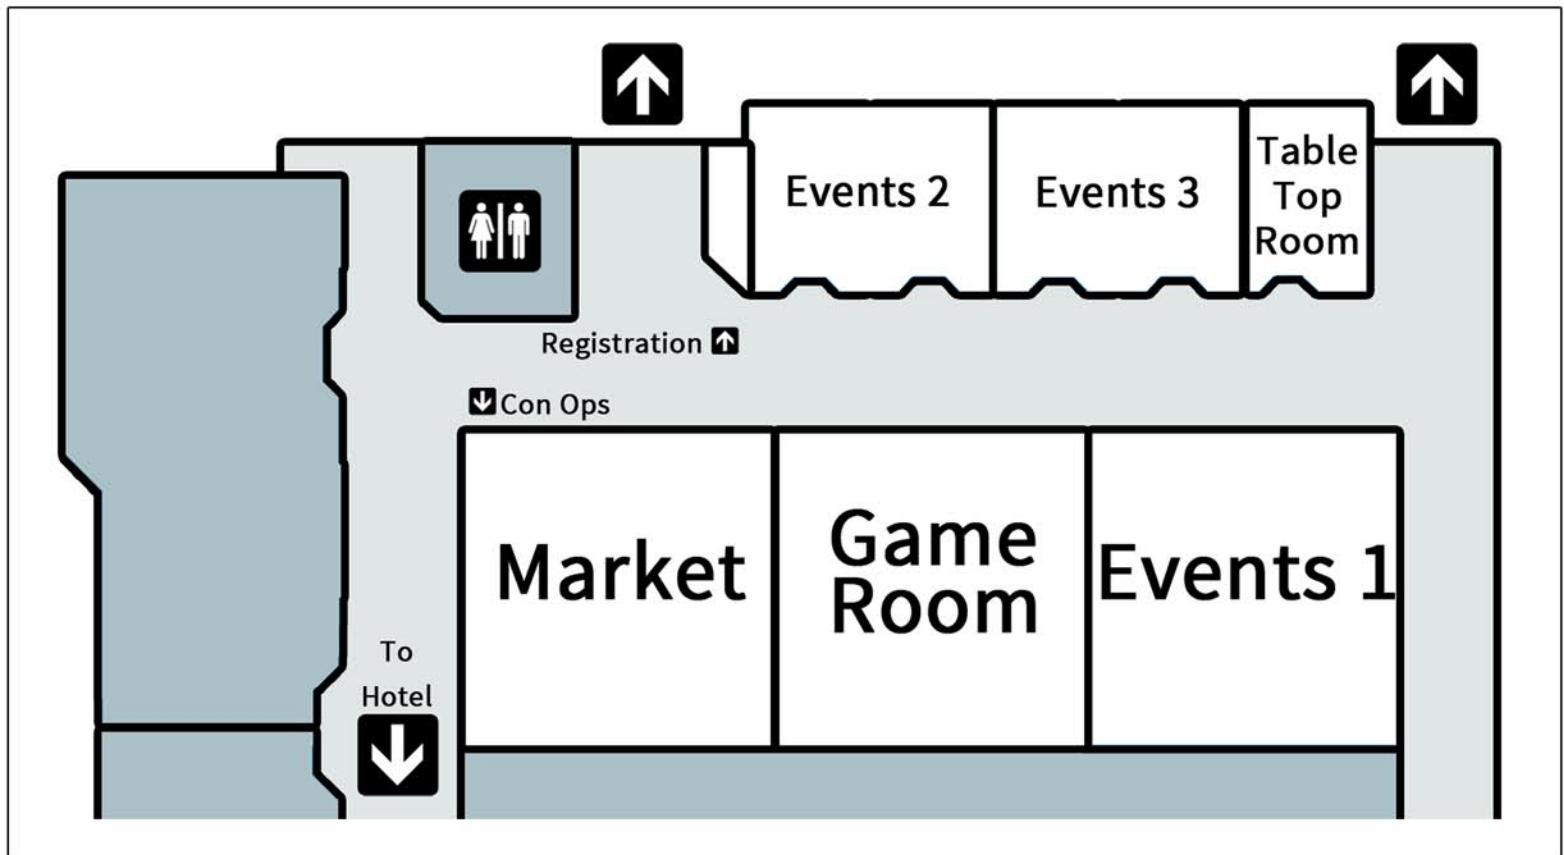 Events 2
Events 3
Table
Top
Room
Registration
Con Ops
Market
Game
Room
Events 1
To
Hotel